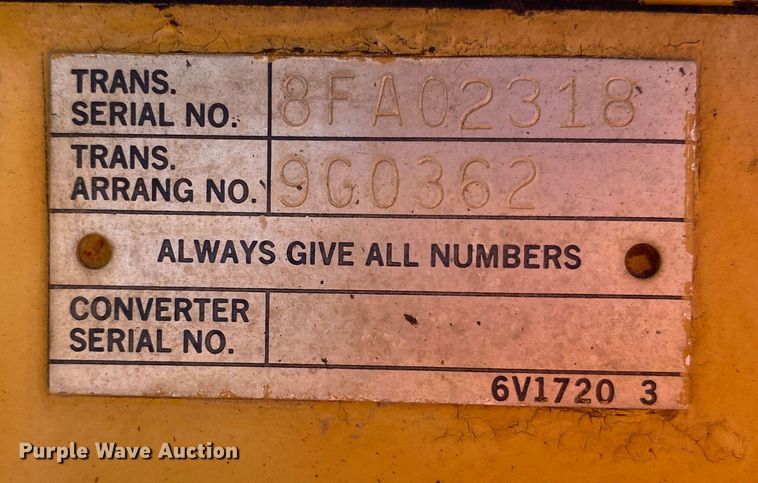 TRANS.
SERIAL NO. 8FA02318
TRANS.
ARRANG NO. 9G0362
ALWAYS GIVE ALL NUMBERS
CONVERTER
SERIAL NO.
6V1720 3
Purple Wave Auction